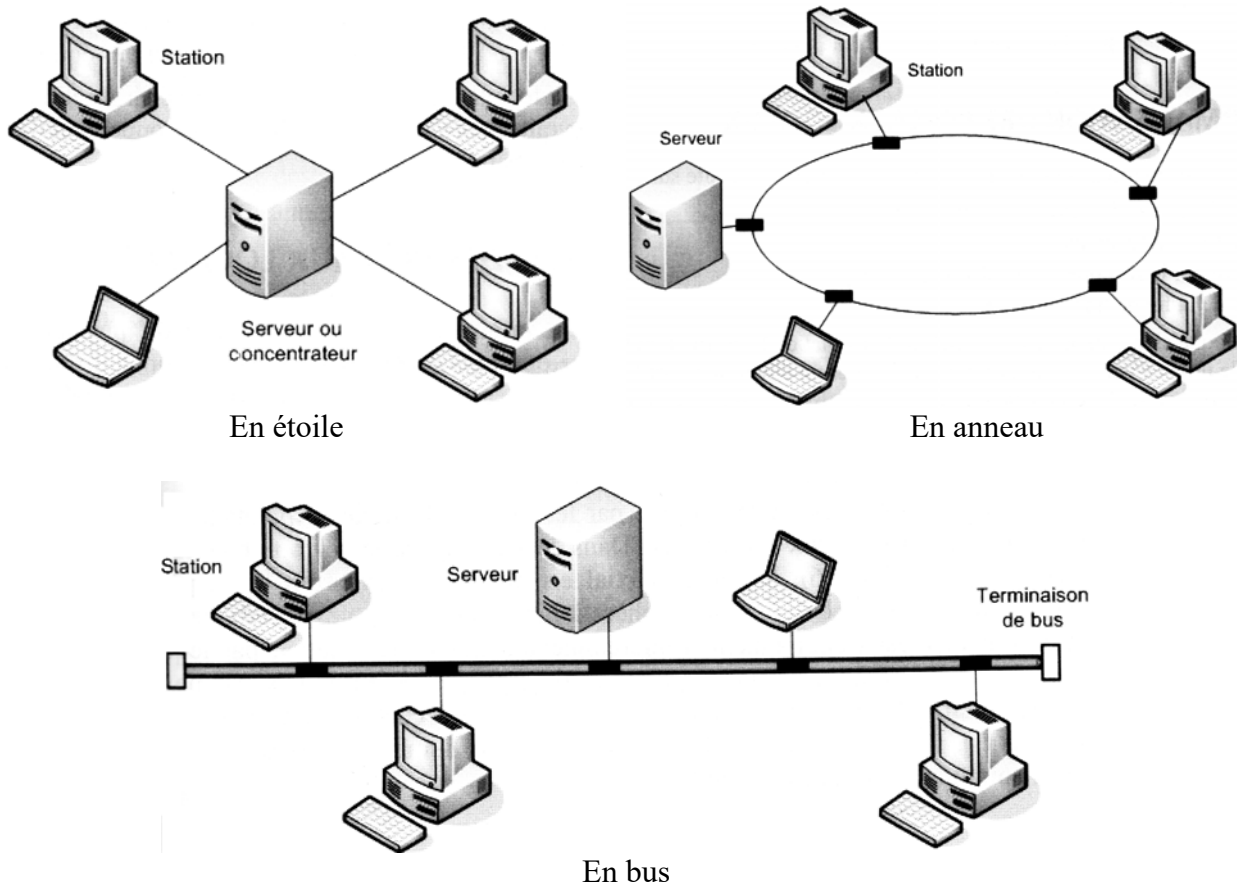 Station
Serveur ou
concentrateur
En étoile
Station
Serveur
En anneau
Station
Serveur
Terminaison
de bus
En bus